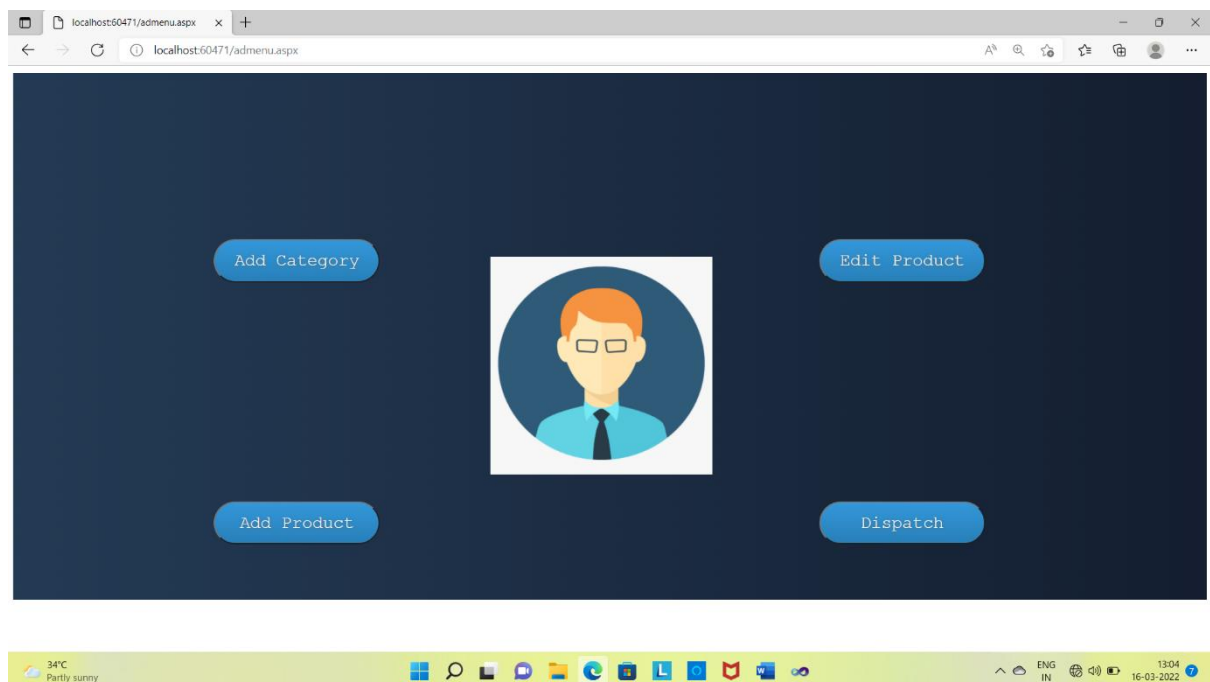 localhost:60471/admenu.aspx
localhost:60471/admenu.aspx
Add Category
Edit Product
Add Product
Dispatch
34°C
Partly sunny
ENG
IN
13:04
16-03-2022
7